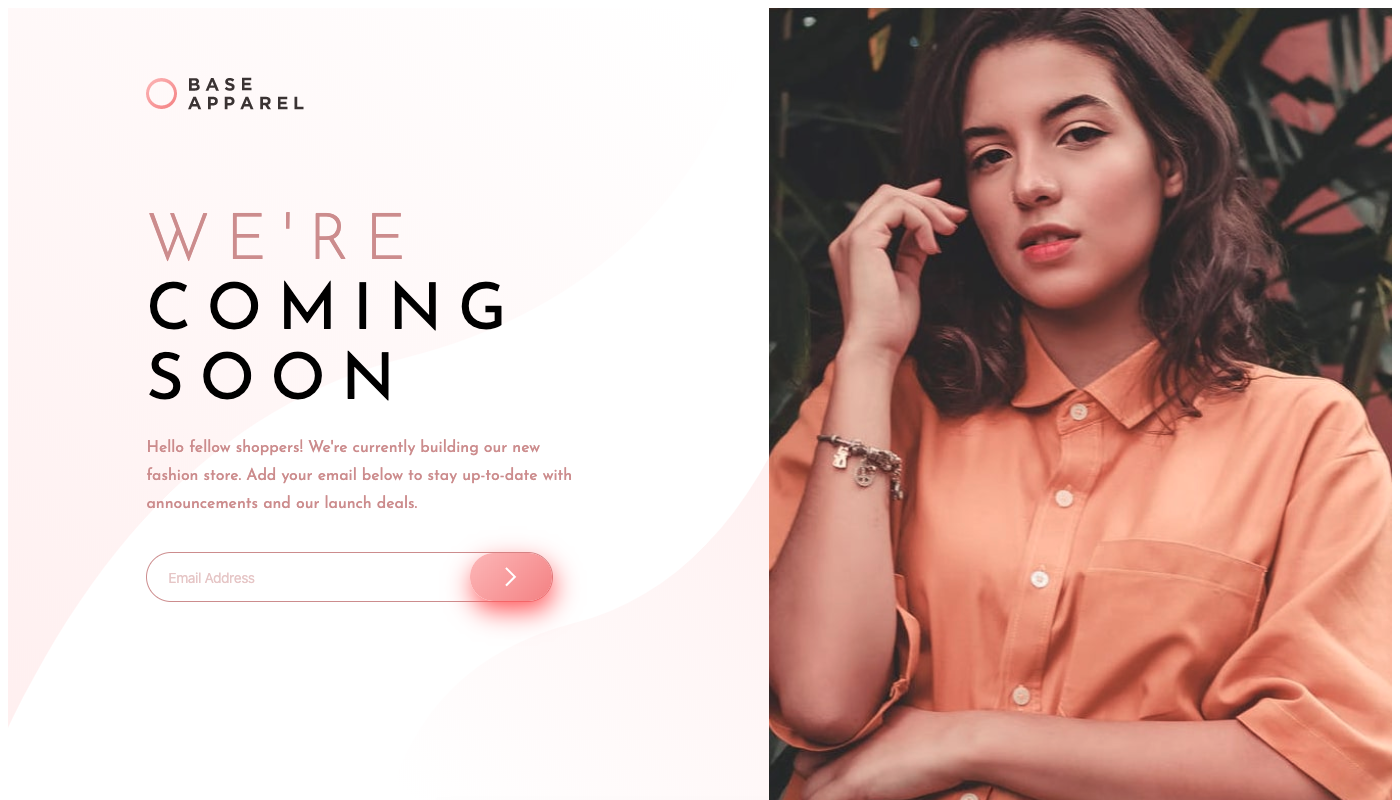 BASE
APPAREL
WE'RE
COMING
SOON
Hello fellow shoppers! We're currently building our new
fashion store. Add your email below to stay up-to-date with
announcements and our launch deals.
Email Address